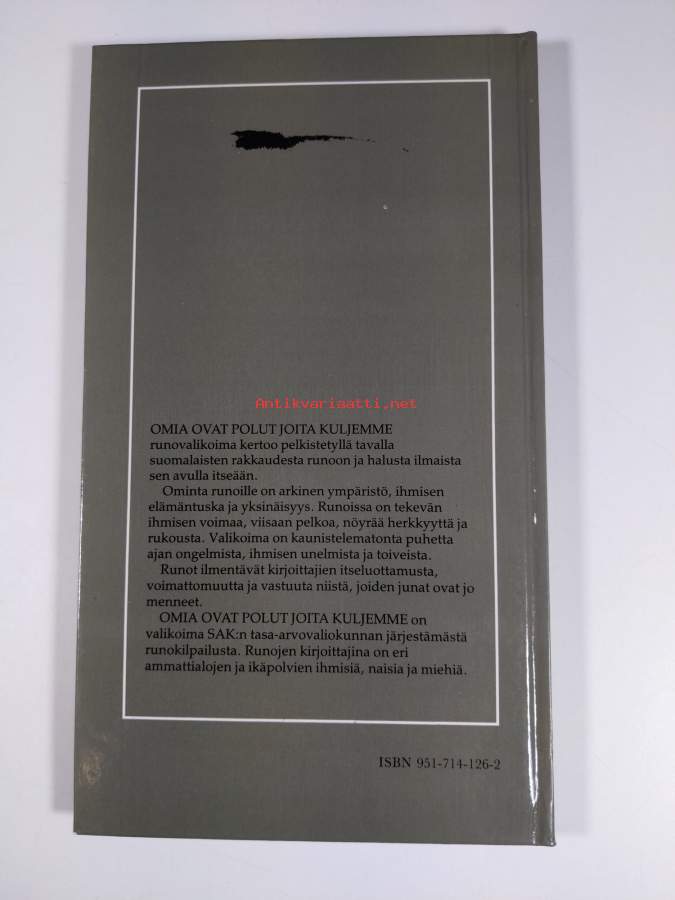 Antikvariaatti.net
OMIA OVAT POLUT JOITA KULJEMME
runovalikoima kertoo pelkistetyllä tavalla
suomalaisten rakkaudesta runoon ja halusta ilmaista
sen avulla itseään.
Ominta runoille on arkinen ympäristö, ihmisen
elämäntuska ja yksinäisyys. Runoissa on tekevän
ihmisen voimaa, viisaan pelkoa, nöyrää herkkyyttä ja
rukousta. Valikoima on kaunistelematonta puhetta
ajan ongelmista, ihmisen unelmista ja toiveista.
Runot ilmentävät kirjoittajien itseluottamusta,
voimattomuutta ja vastuuta niistä, joiden junat ovat jo
menneet.
OMIA OVAT POLUT JOITA KULJEMME on
valikoima SAK:n tasa-arvovaliokunnan järjestämästä
runokilpailusta. Runojen kirjoittajina on eri
ammattialojen ja ikäpolvien ihmisiä, naisia ja miehiä.
ISBN 951-714-126-2